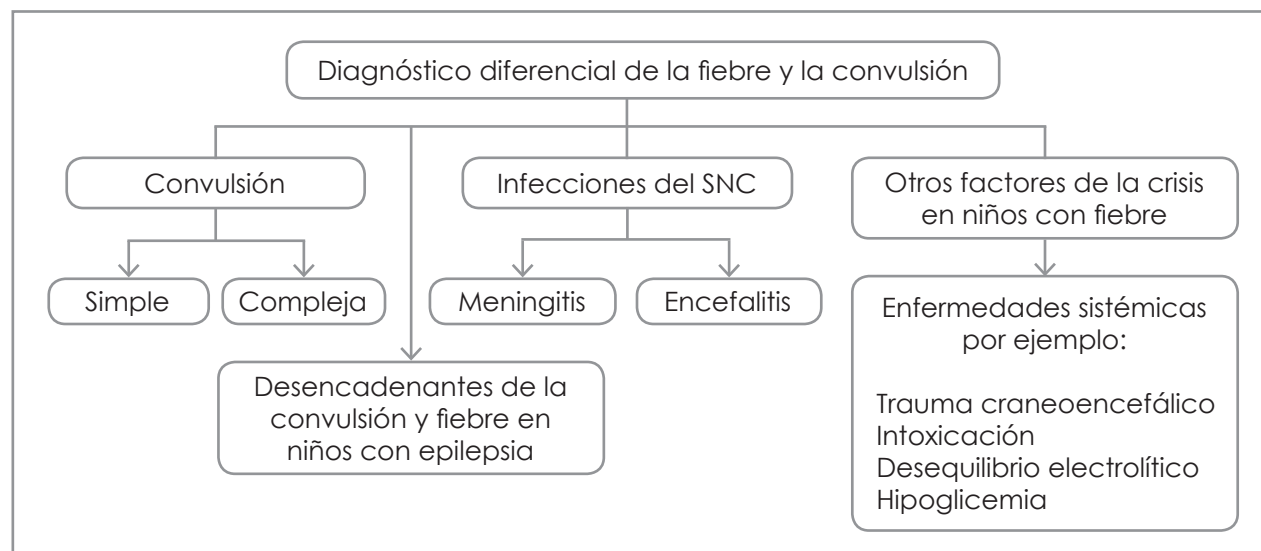 Diagnóstico diferencial de la fiebre y la convulsión
Convulsión
Simple
Compleja
Desencadenantes de la
convulsión y fiebre en
niños con epilepsia
Infecciones del SNC
Meningitis
Encefalitis
Otros factores de la crisis
en niños con fiebre
Enfermedades sistémicas
por ejemplo:
Trauma craneoencefálico
Intoxicación
Desequilibrio electrolítico
Hipoglicemia